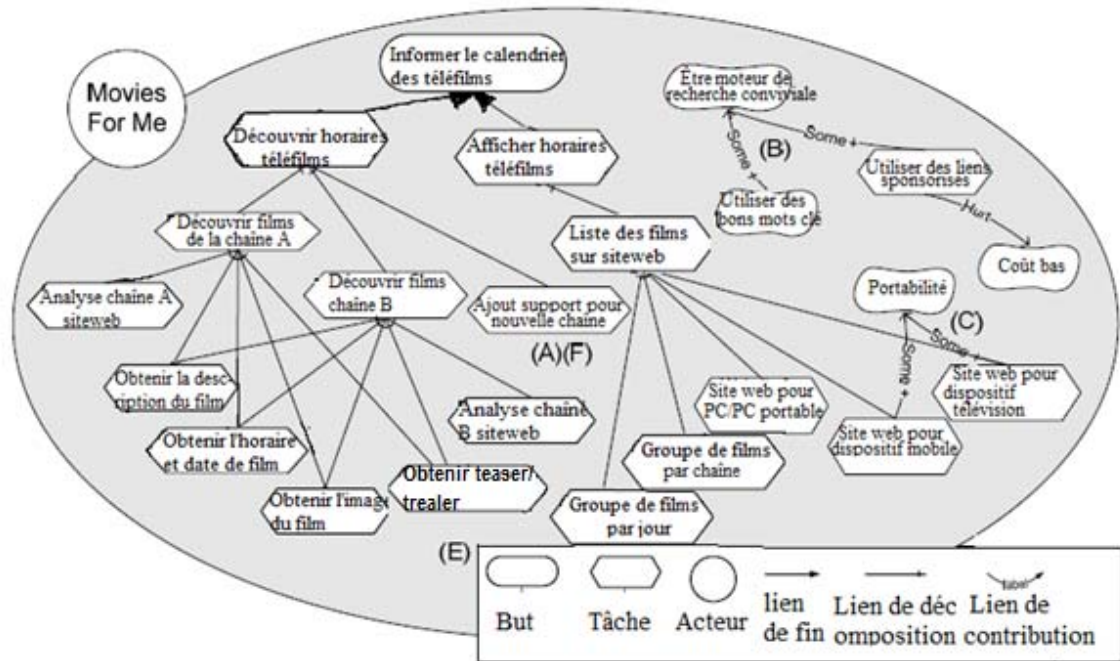 Informer le calendrier
des téléfilms
Movies
For Me
Être moteur de
recherche conviviale
Découvrir horaires
téléfilms
Afficher horaires
téléfilms
Some +
(B)
Some +
Utiliser des liens
sponsorises
Utiliser des
bons mots clé
Hurt
Coût bas
Découvrir films
de la chaîne A
Liste des films
sur siteweb
Analyse chaîne A
siteweb
Découvrir films
chaîne B
Ajout support pour
nouvelle chaîne
(A)(F)
Portabilité
(C)
Some +
Some +
Obtenir la desc-
ription du film
Analyse chaîne
B siteweb
Site web pour
PC/PC portable
Site web pour
dispositif
télévision
Obtenir l'horaire
et date de film
Groupe de films
par chaîne
Site web pour
dispositif mobile
Obtenir l'imag
du film
Obtenir teaser/
trealer
Groupe de films
par jour
(E)
But
Tâche
Acteur
lien
de fin
Lien de déc
omposition
label
Lien de
contribution